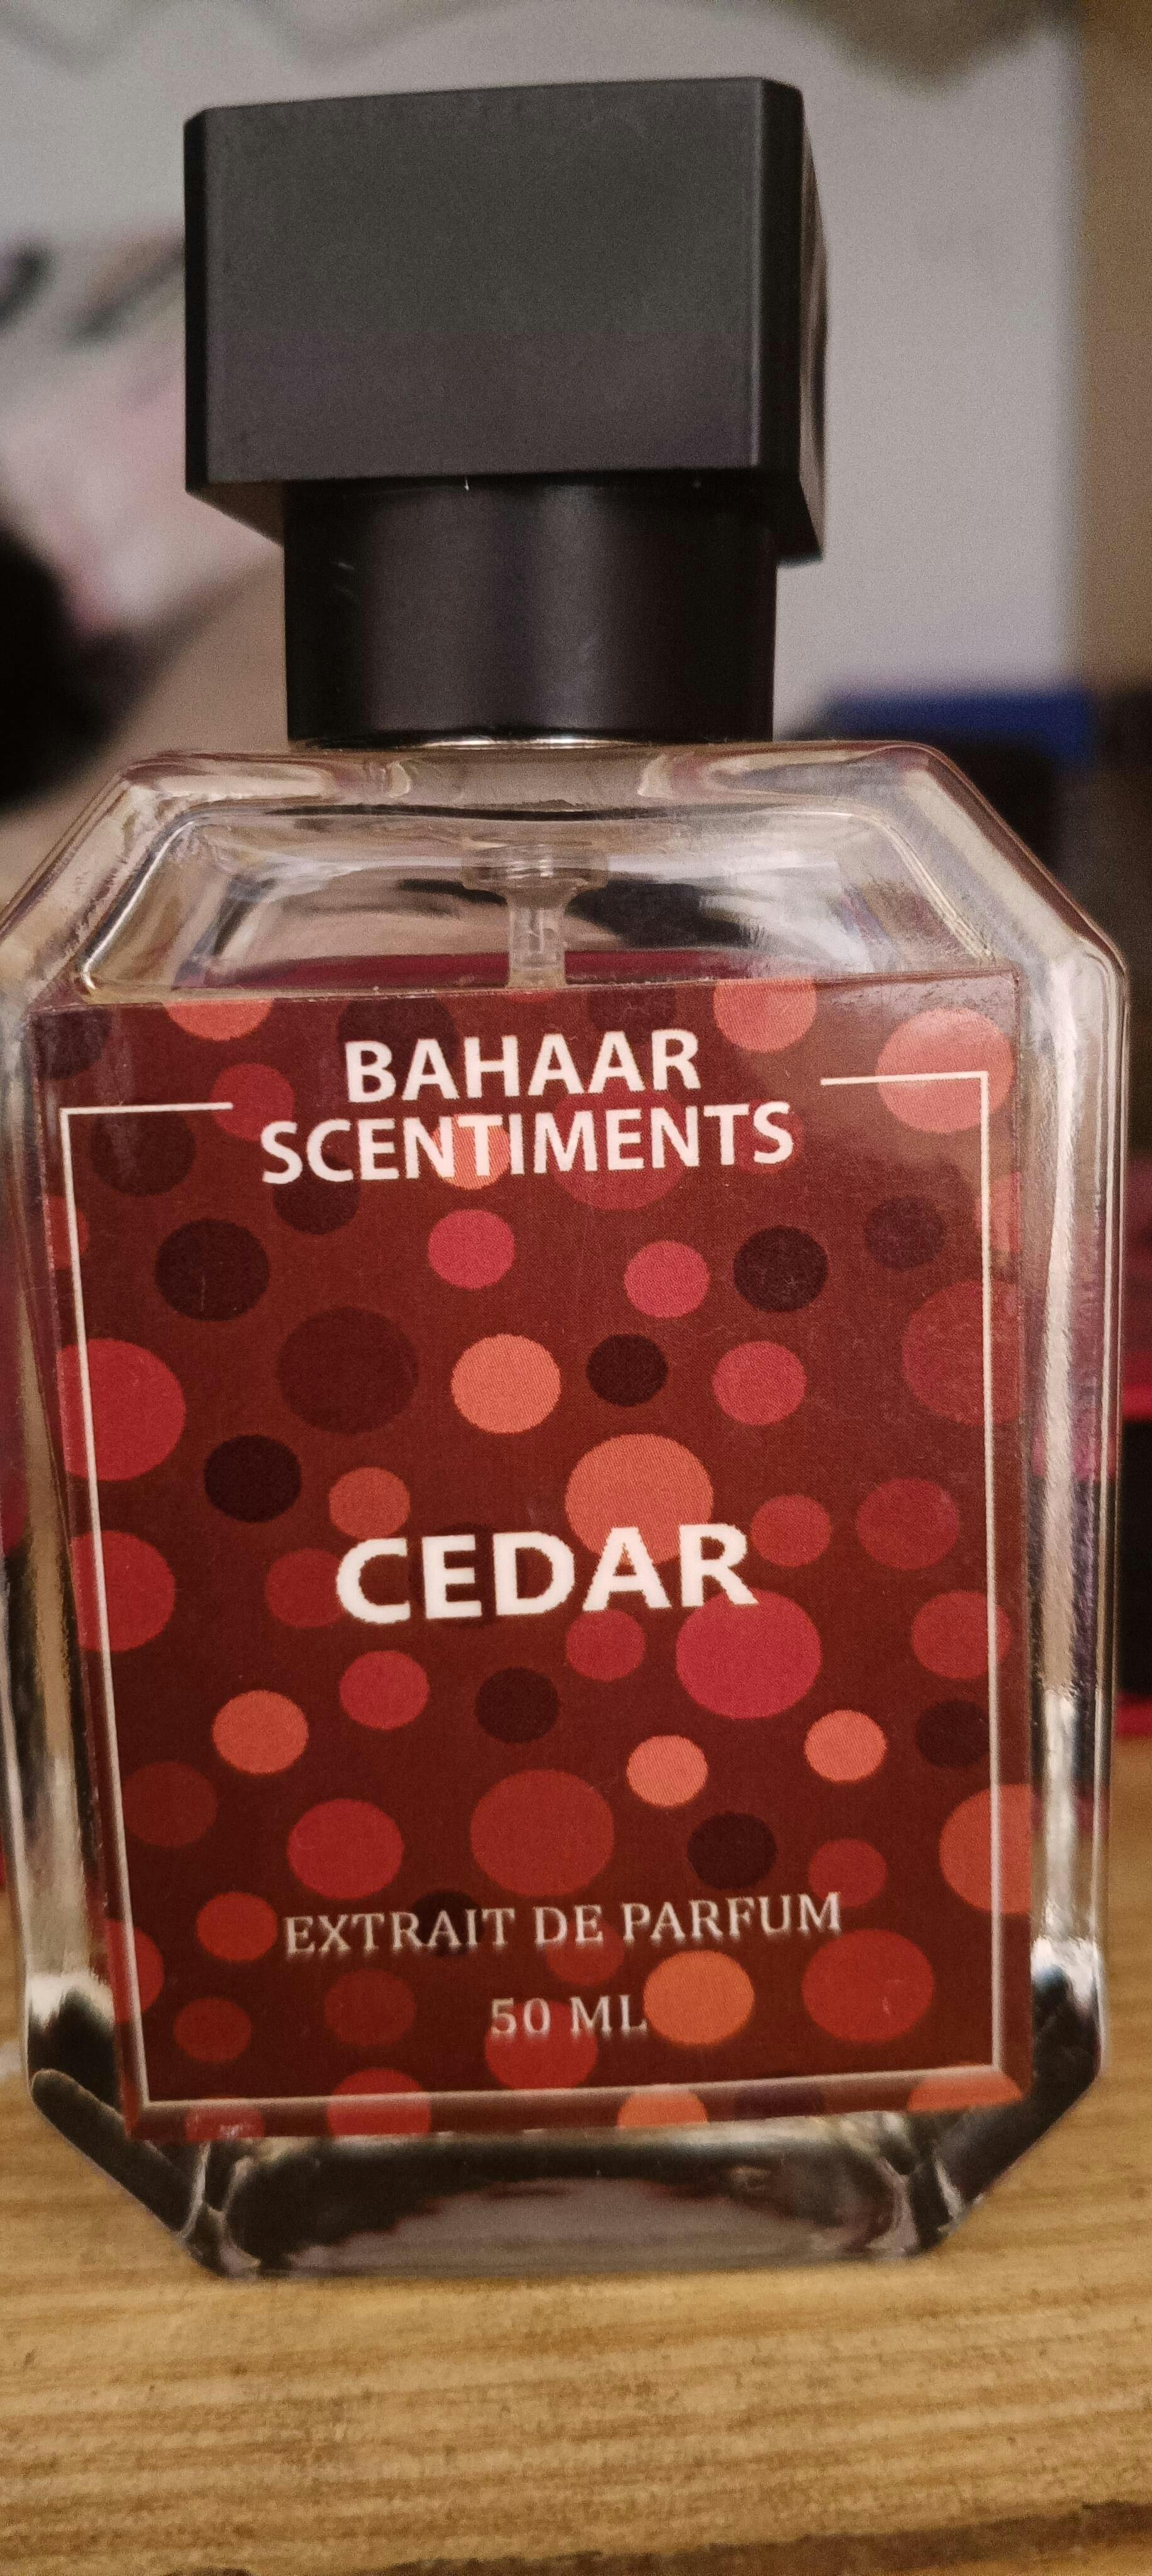 BAHAAR
SCENTIMENTS
CEDAR
EXTRAIT DE PARFUM
50 ML